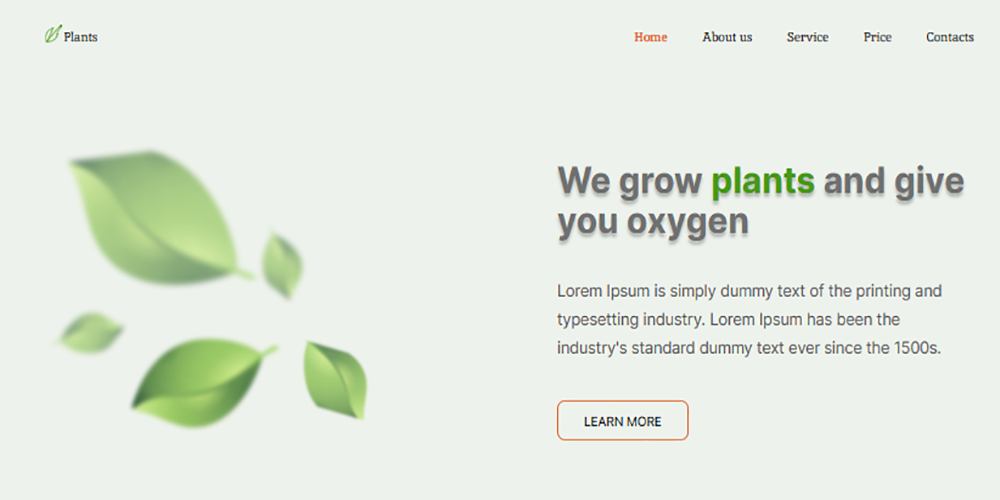 Plants
Home About us Service Price Contacts
We grow plants and give
you oxygen
Lorem Ipsum is simply dummy text of the printing and
typesetting industry. Lorem Ipsum has been the
industry's standard dummy text ever since the 1500s.
LEARN MORE